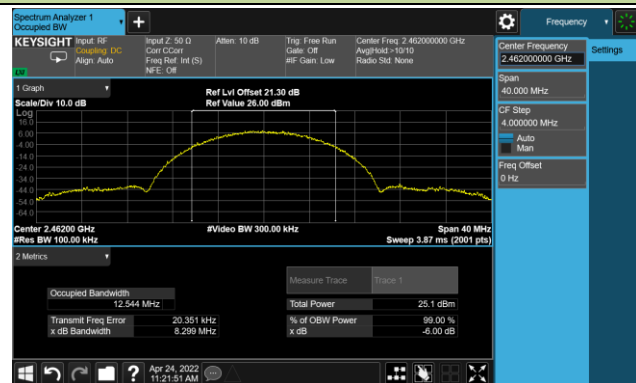 Spectrum Analyzer 1
Occupied BW
Frequency
KEYSIGHT
Input: RF
Coupling: DC
Align: Auto
Input Z: 50 Ω
Corr CCorr
Freq Ref: Int (S)
NFE: Off
Atten: 10 dB
Trig: Free Run
Gate: Off
#IF Gain: Low
Center Freq: 2.462000000 GHz
Avg|Hold:>10/10
Radio Std: None
Center Frequency
2.462000000 GHz
Settings
Span
40.000 MHz
CF Step
4.000000 MHz
Auto
Man
Freq Offset
0 Hz
1 Graph
Scale/Div 10.0 dB
Ref Lvl Offset 21.30 dB
Ref Value 26.00 dBm
Log
16.0
6.00
-4.00
-14.0
-24.0
-34.0
-44.0
-54.0
-64.0
Center 2.46200 GHz
#Res BW 100.00 kHz
#Video BW 300.00 kHz
Span 40 MHz
Sweep 3.87 ms (2001 pts)
2 Metrics
Measure Trace
Trace 1
Occupied Bandwidth
12.544 MHz
Total Power
25.1 dBm
Transmit Freq Error
20.351 kHz
% of OBW Power
99.00 %
x dB Bandwidth
8.299 MHz
x dB
-6.00 dB
Apr 24, 2022
11:21:51 AM